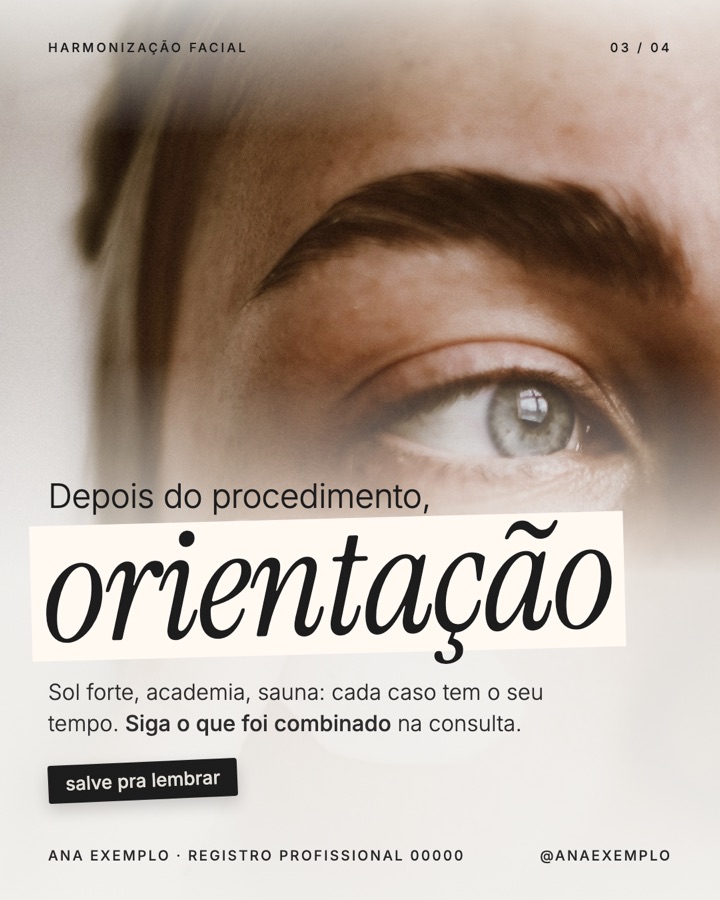 HARMONIZAÇÃO FACIAL
03 / 04
Depois do procedimento,
orientação
Sol forte, academia, sauna: cada caso tem o seu
tempo. Siga o que foi combinado na consulta.
salve pra lembrar
ANA EXEMPLO · REGISTRO PROFISSIONAL 00000
@ANAEXEMPLO